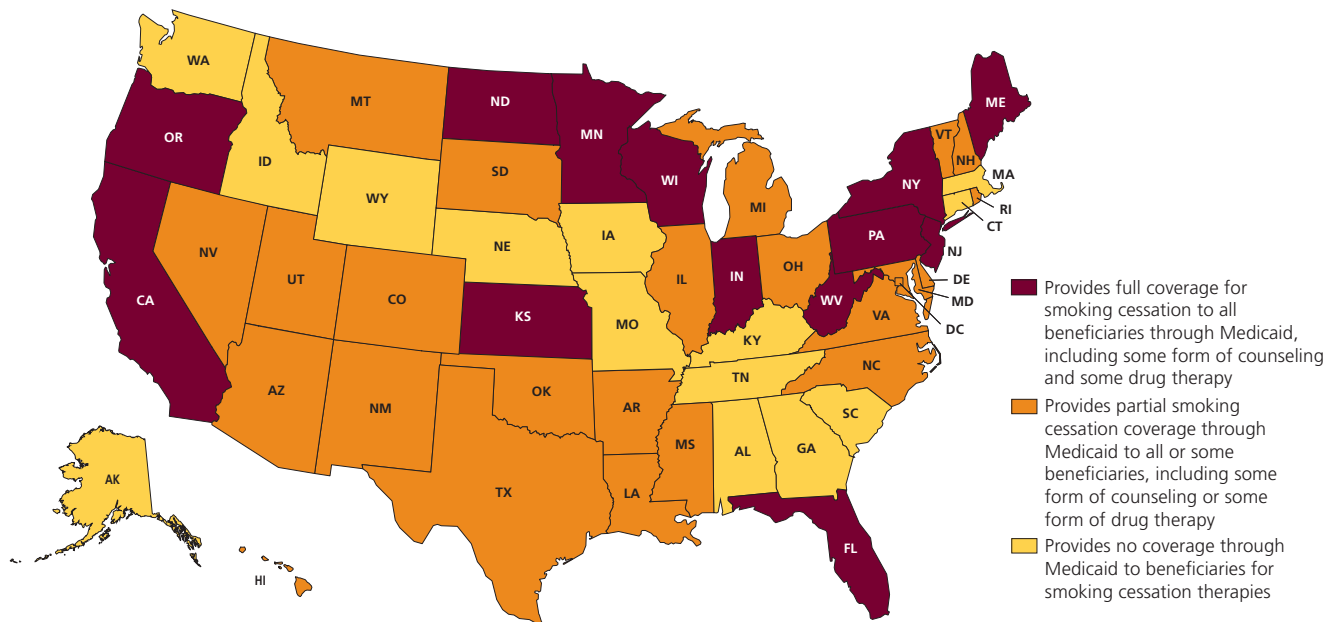 WA
MT
ND
MN
ME
OR
ID
SD
WI
VT
NH
MA
NY
WY
MI
RI
CT
NE
IA
PA
NJ
NV
UT
CO
IL
IN
OH
DE
MD
CA
KS
MO
WV
VA
DC
KY
AZ
NM
OK
AR
TN
NC
SC
MS
AL
GA
AK
TX
LA
FL
HI
Provides full coverage for
smoking cessation to all
beneficiaries through Medicaid,
including some form of counseling
and some drug therapy
Provides partial smoking
cessation coverage through
Medicaid to all or some
beneficiaries, including some
form of counseling or some
form of drug therapy
Provides no coverage through
Medicaid to beneficiaries for
smoking cessation therapies